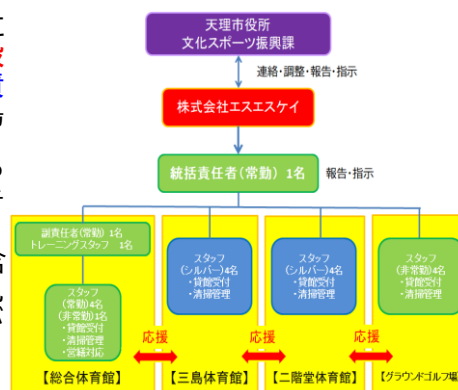 天理市役所
文化スポーツ振興課
連絡・調整・報告・指示
株式会社エスエスケイ
統括責任者(常勤) 1名
報告・指示
副責任者(常勤) 1名
トレーニングスタッフ 1名
スタッフ
(常勤)4名
(非常勤)1名
・貸館受付
・清掃管理
・営繕対応
【総合体育館】
スタッフ
(シルバー)4名
・貸館受付
・清掃管理
【三島体育館】
スタッフ
(シルバー)4名
・貸館受付
・清掃管理
【二階堂体育館】
スタッフ
(非常勤)4名
・貸館受付
・清掃管理
【グラウンドゴルフ場】
応援
応援
応援